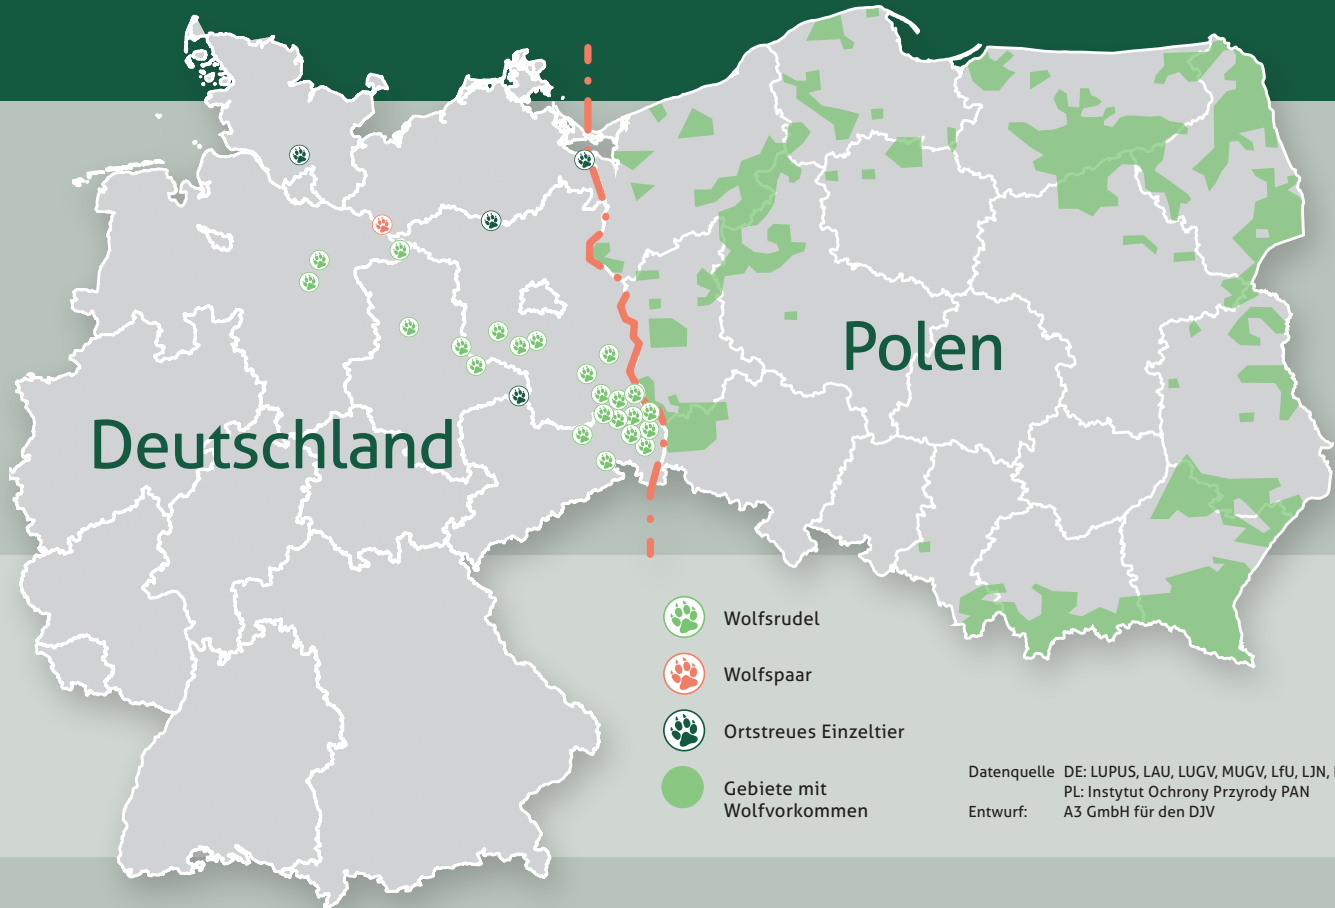 Deutschland
Polen
Wolfsrudel
Wolfspaar
Ortstreues Einzeltier
Gebiete mit
Wolfvorkommen
Datenquelle DE: LUPUS, LAU, LUGV, MUGV, LfU, LJN,
PL: Instytut Ochrony Przyrody PAN
Entwurf: A3 GmbH für den DJV